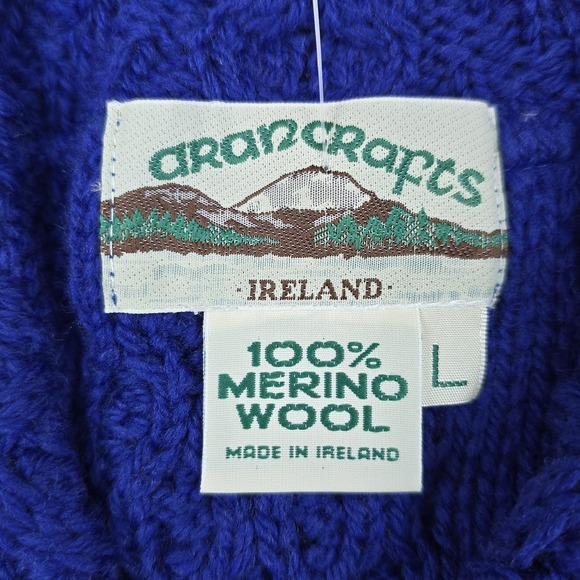 aRancRafts
·IRELAND·
100%
MERINO
WOOL
MADE IN IRELAND
L